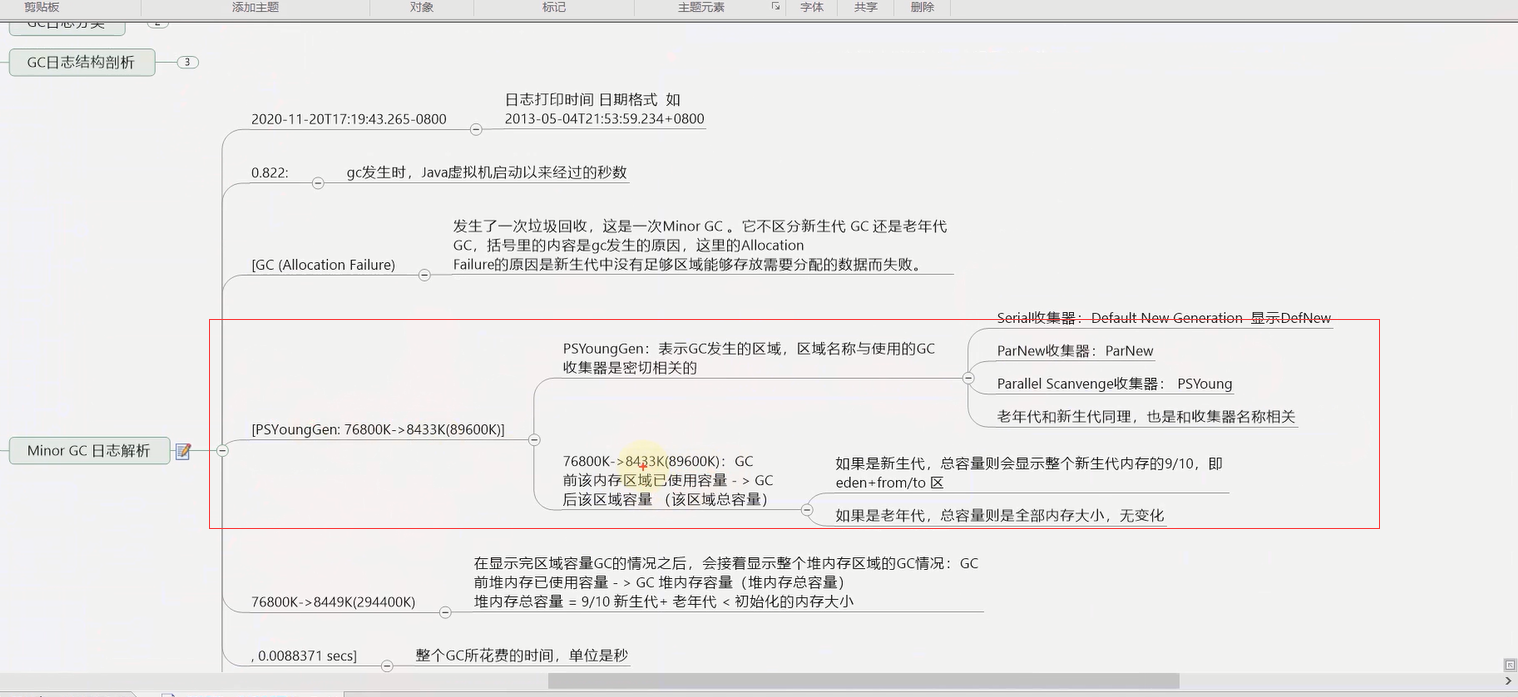 剪贴板
添加主题
对象
标记
主题元素
字体
共享
删除
GC日志分类
2
GC日志结构剖析
3
日志打印时间 日期格式 如
2013-05-04T21:53:59.234+0800
2020-11-20T17:19:43.265-0800
0.822:
gc发生时，Java虚拟机启动以来经过的秒数
发生了一次垃圾回收，这是一次Minor GC 。它不区分新生代 GC 还是老年代
GC，括号里的内容是gc发生的原因，这里的Allocation
Failure的原因是新生代中没有足够区域能够存放需要分配的数据而失败。
[GC (Allocation Failure)
Serial收集器：Default New Generation 显示DefNew
PSYoungGen：表示GC发生的区域，区域名称与使用的GC
收集器是密切相关的
ParNew收集器：ParNew
Parallel Scanvenge收集器： PSYoung
老年代和新生代同理，也是和收集器名称相关
[PSYoungGen: 76800K->8433K(89600K)]
Minor GC 日志解析
76800K->8433K(89600K)：GC
前该内存区域已使用容量 - > GC
后该区域容量 （该区域总容量）
如果是新生代，总容量则会显示整个新生代内存的9/10，即
eden+from/to 区
如果是老年代，总容量则是全部内存大小，无变化
在显示完区域容量GC的情况之后，会接着显示整个堆内存区域的GC情况：GC
前堆内存已使用容量 - > GC 堆内存容量（堆内存总容量）
堆内存总容量 = 9/10 新生代+ 老年代 < 初始化的内存大小
76800K->8449K(294400K)
, 0.0088371 secs]
整个GC所花费的时间，单位是秒